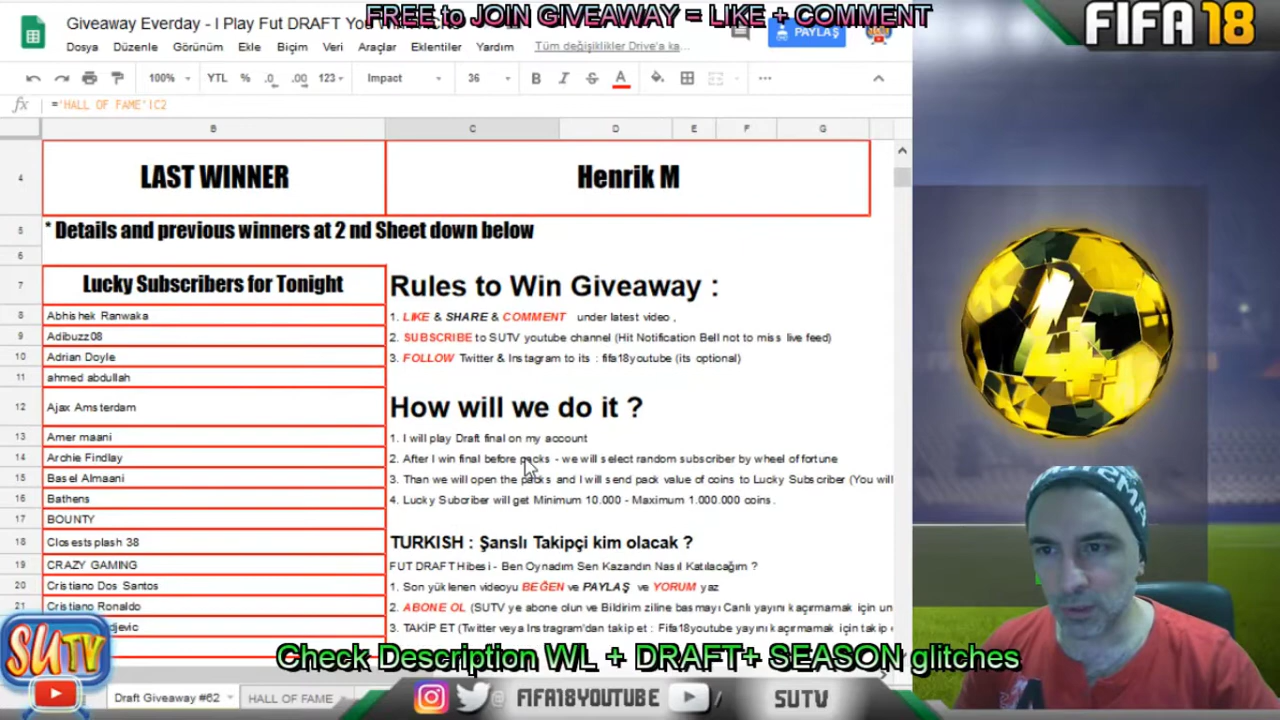 Giveaway Everday - I Play Fut DRAFT You
FREE to JOIN GIVEAWAY = LIKE + COMMENT
PAYLAŞ
FIFA 18
Dosya Düzenle Görünüm Ekle Biçim Veri Araçlar Eklentiler Yardım Tüm değişiklikler Drive'a ka...
100% YTL % .0 .00 123 Impact 36 B I S A
fx ='HALL OF FAME'!C2
B C D E F G
4 LAST WINNER Henrik M
5 * Details and previous winners at 2 nd Sheet down below
6
7 Lucky Subscribers for Tonight Rules to Win Giveaway :
8 Abhishek Ranwaka 1. LIKE & SHARE & COMMENT under latest video ,
9 Adibuzz08 2. SUBSCRIBE to SUTV youtube channel (Hit Notification Bell not to miss live feed)
10 Adrian Doyle 3. FOLLOW Twitter & Instagram to its : fifa18youtube (its optional)
11 ahmed abdullah
12 Ajax Amsterdam How will we do it ?
13 Amer maani 1. I will play Draft final on my account
14 Archie Findlay 2. After I win final before packs - we will select random subscriber by wheel of fortune
15 Basel Almaani 3. Than we will open the packs and I will send pack value of coins to Lucky Subscriber (You will
16 Bathens 4. Lucky Subcriber will get Minimum 10.000 - Maximum 1.000.000 coins .
17 BOUNTY
18 Closestsplash 38 TURKISH : Şanslı Takipçi kim olacak ?
19 CRAZY GAMING FUT DRAFT Hibesi - Ben Oynadım Sen Kazandın Nasıl Katılacağım ?
20 Cristiano Dos Santos 1. Son yüklenen videoyu BEĞEN ve PAYLAŞ ve YORUM yaz
21 Cristiano Ronaldo 2. ABONE OL (SUTV ye abone olun ve Bildirim ziline basmayı Canlı yayını kaçırmamak için un
djevic 3. TAKİP ET (Twitter veya Instragram'dan takip et : Fifa18youtube yayını kaçırmamak için takip
4
SUTV
Check Description WL + DRAFT+ SEASON glitches
Draft Giveaway #62 HALL OF FAME
@ FIFA18YOUTUBE / SUTV